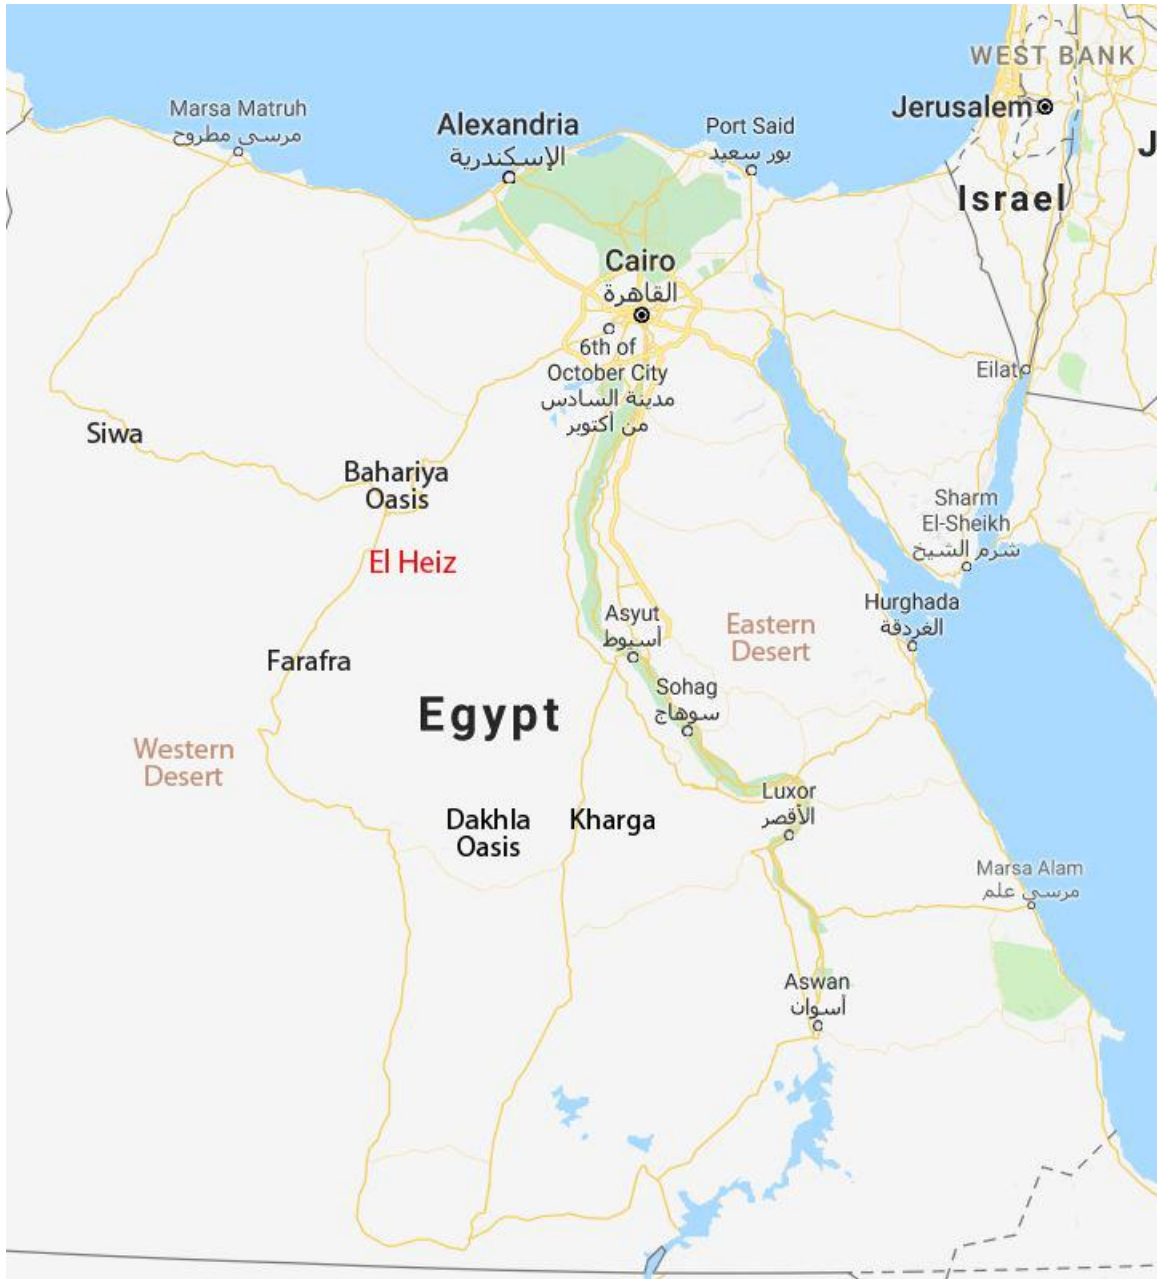 WEST BANK
Marsa Matruh
مرسى مطروح
Alexandria
الإسكندرية
Port Said
بور سعيد
Jerusalem
J
Israel
Cairo
القاهرة
6th of
October City
مدينة السادس
من أكتوبر
Eilat
Siwa
Bahariya
Oasis
Sharm
El-Sheikh
شرم الشيخ
El Heiz
Hurghada
الغردقة
Asyut
أسيوط
Eastern
Desert
Farafra
Sohag
سوهاج
Egypt
Western
Desert
Luxor
الأقصر
Dakhla
Oasis
Kharga
Marsa Alam
مرسى علم
Aswan
أسوان